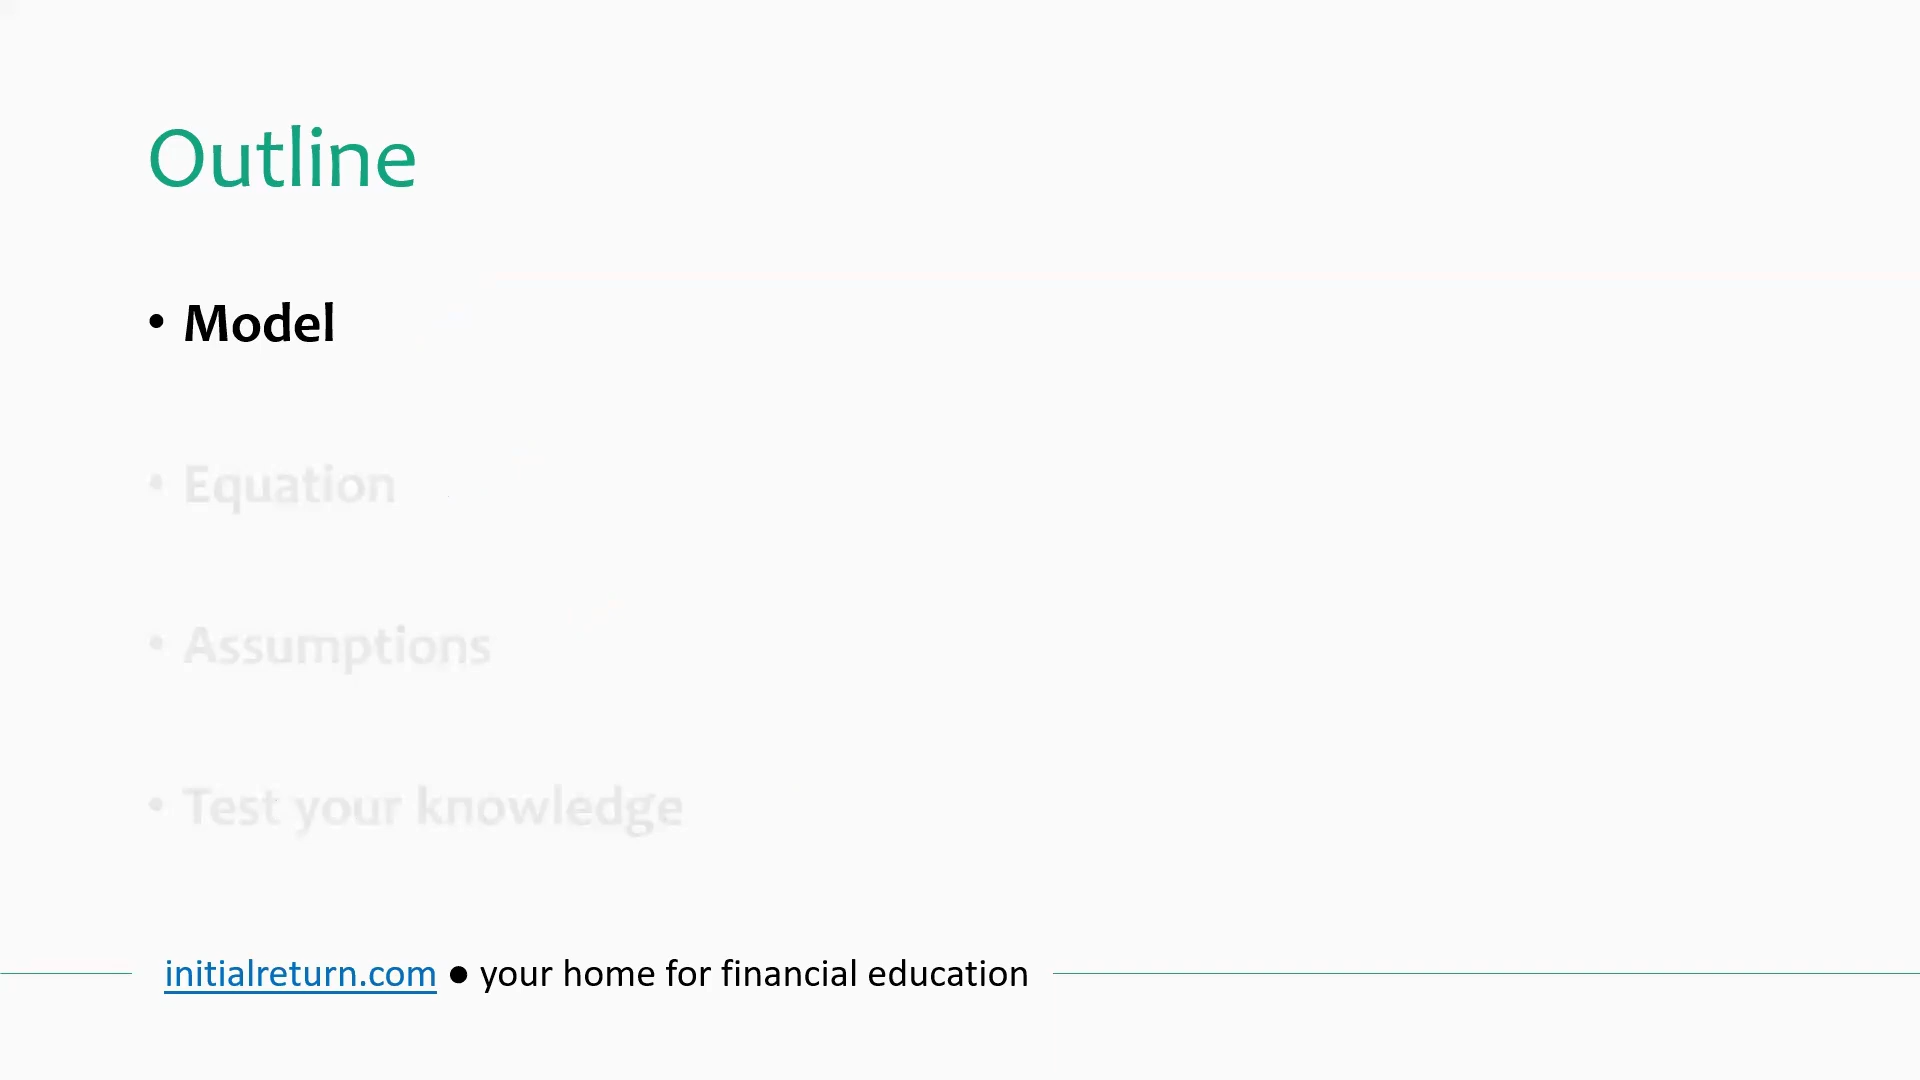 Outline
• Model
• Equation
• Assumptions
• Test your knowledge
initialreturn.com ● your home for financial education